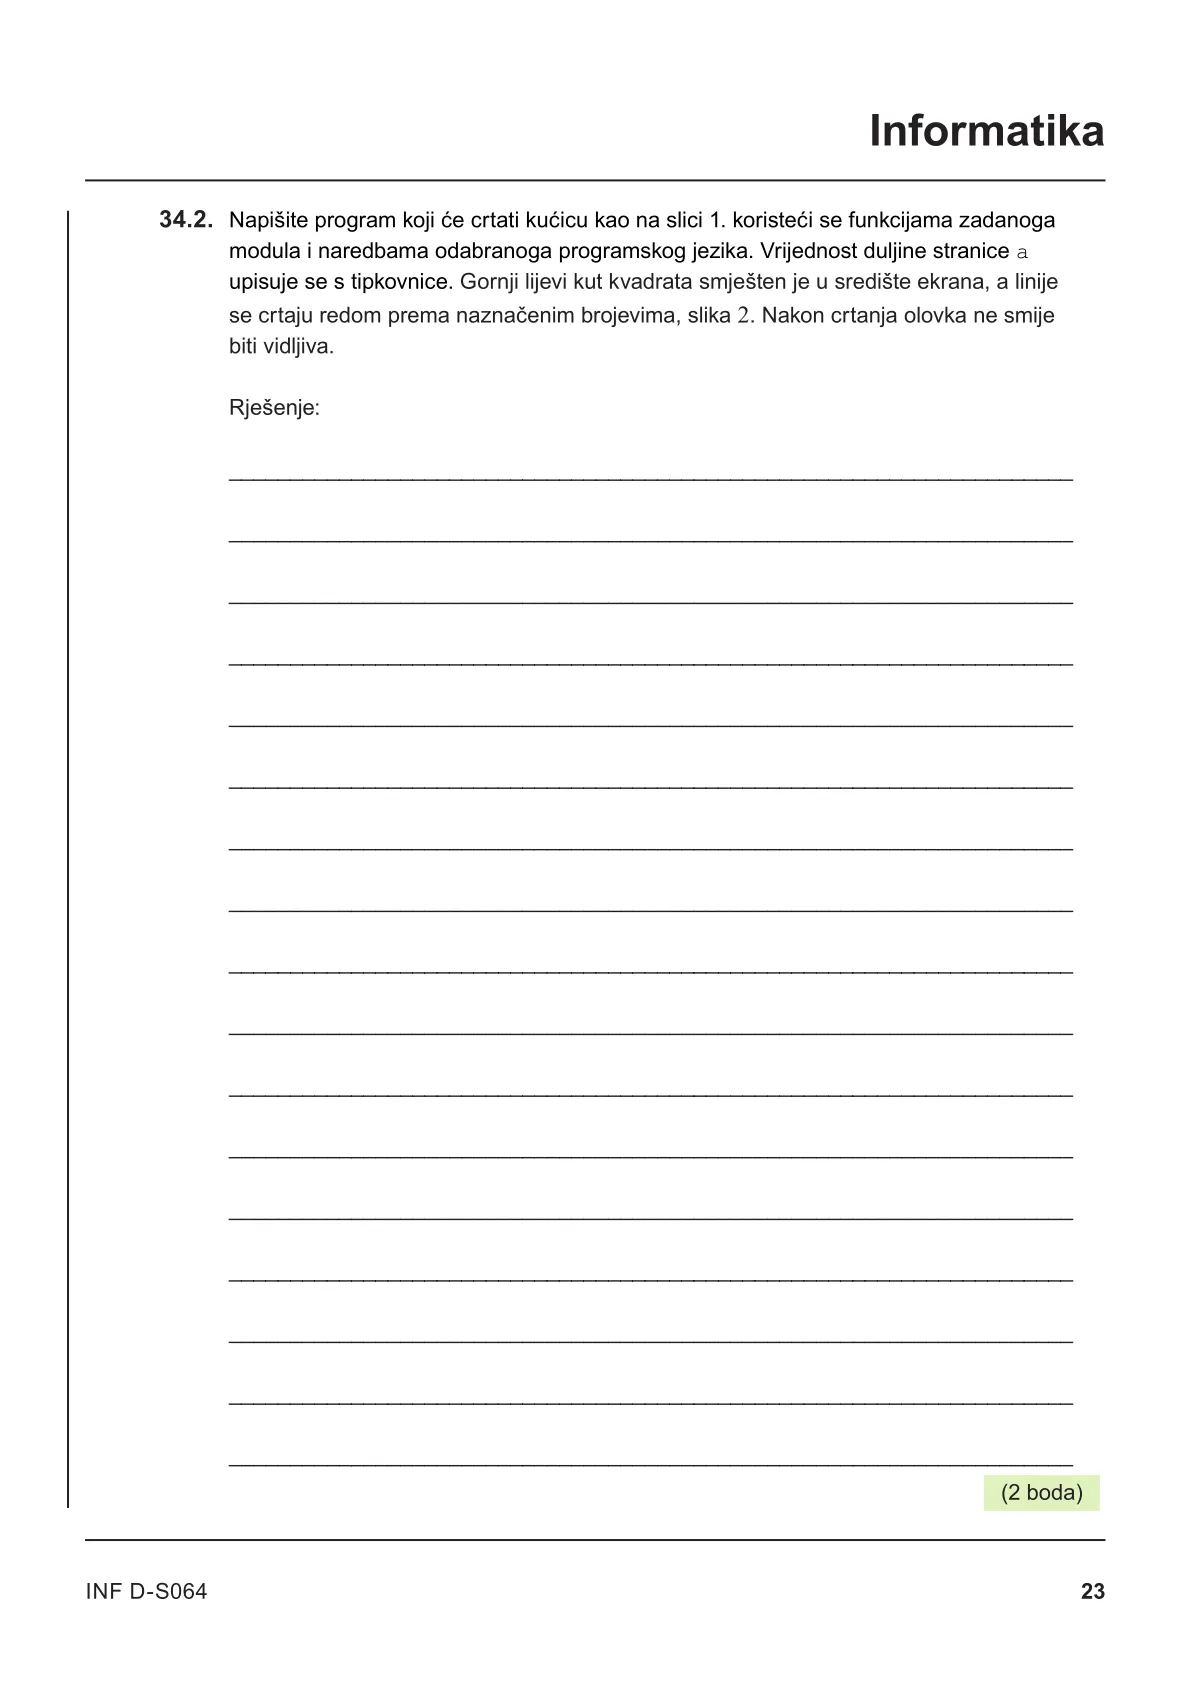 Informatika
34.2. Napišite program koji će crtati kućicu kao na slici 1. koristeći se funkcijama zadanoga
modula i naredbama odabranoga programskog jezika. Vrijednost duljine stranice a
upisuje se s tipkovnice. Gornji lijevi kut kvadrata smješten je u središte ekrana, a linije
se crtaju redom prema naznačenim brojevima, slika 2. Nakon crtanja olovka ne smije
biti vidljiva.
Rješenje:
(2 boda)
INF D-S064
23